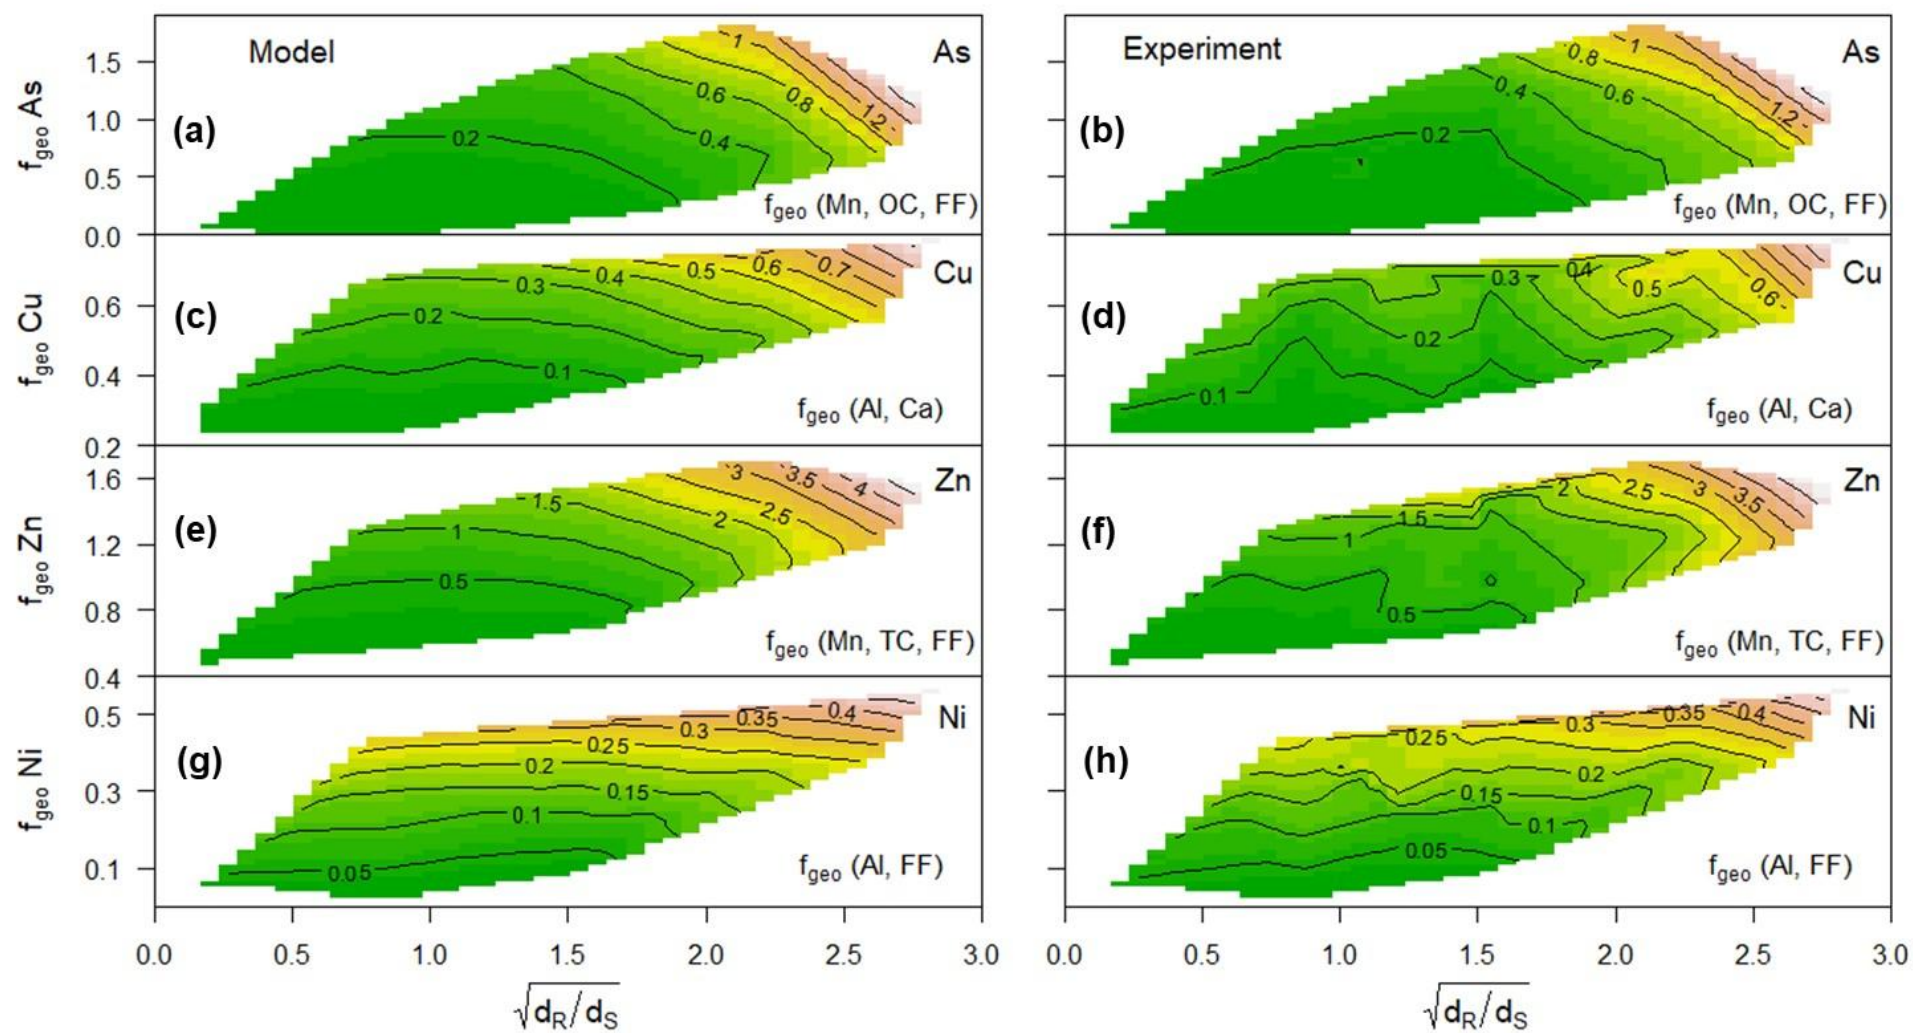 Model As
Experiment As
f_geo As
1.5
1.0
0.5
0.0
(a)
1
0.6
0.8
1.2
0.2
0.4
f_geo (Mn, OC, FF)
(b)
0.8
1
0.4
0.6
1.2
0.2
f_geo (Mn, OC, FF)
f_geo Cu
0.6
0.4
0.2
(c)
Cu
0.3
0.4
0.5
0.6
0.7
0.2
0.1
f_geo (Al, Ca)
(d)
Cu
0.3
0.4
0.5
0.6
0.2
0.1
f_geo (Al, Ca)
f_geo Zn
1.6
1.2
0.8
0.4
(e)
Zn
3
3.5
4
1.5
2
2.5
1
0.5
f_geo (Mn, TC, FF)
(f)
Zn
2
2.5
3
3.5
1.5
1
0.5
f_geo (Mn, TC, FF)
f_geo Ni
0.5
0.3
0.1
(g)
Ni
0.35
0.4
0.3
0.25
0.2
0.15
0.1
0.05
f_geo (Al, FF)
(h)
Ni
0.35
0.4
0.3
0.25
0.2
0.15
0.1
0.05
f_geo (Al, FF)
0.0 0.5 1.0 1.5 2.0 2.5 3.0
0.0 0.5 1.0 1.5 2.0 2.5 3.0
√d_R/d_S
√d_R/d_S